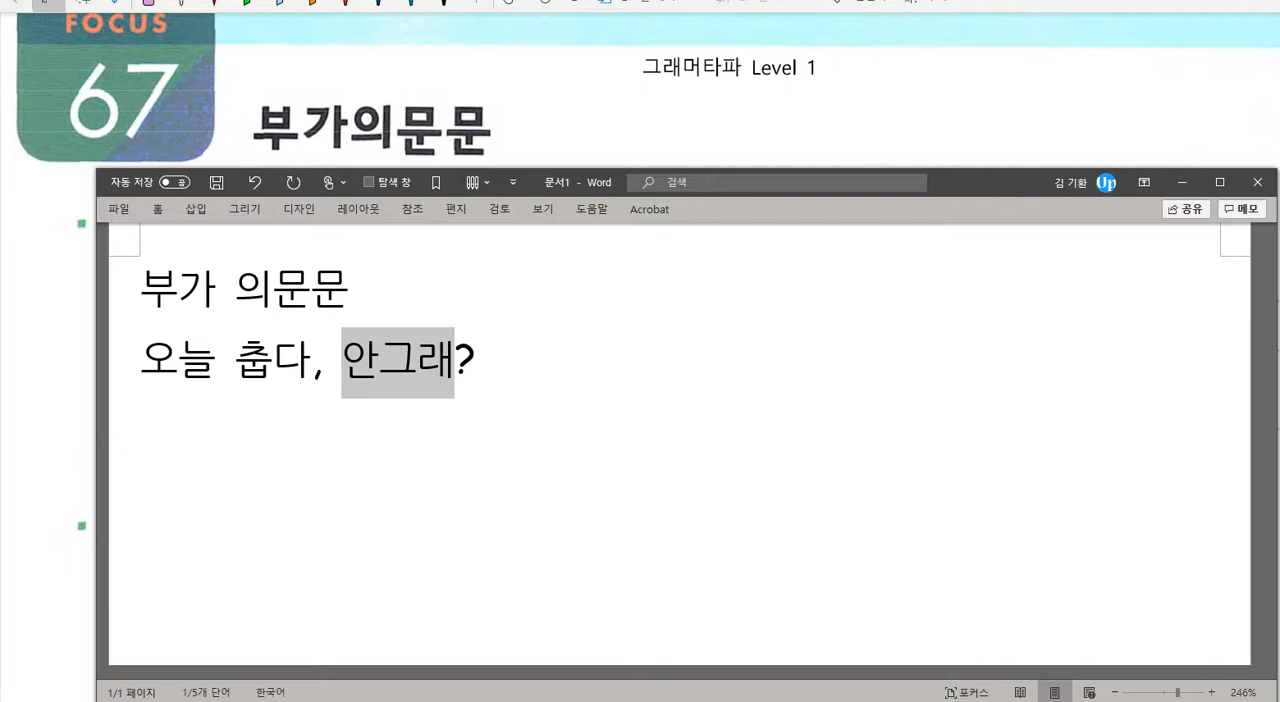 FOCUS
67
그래머타파 Level 1
부가의문문
자동 저장 끔
탐색 창
문서1 - Word
검색
김 기환
Up
파일 홈 삽입 그리기 디자인 레이아웃 참조 편지 검토 보기 도움말 Acrobat
공유 메모
부가 의문문
오늘 춥다, 안그래?
1/1 페이지 1/5개 단어 한국어
포커스
246%